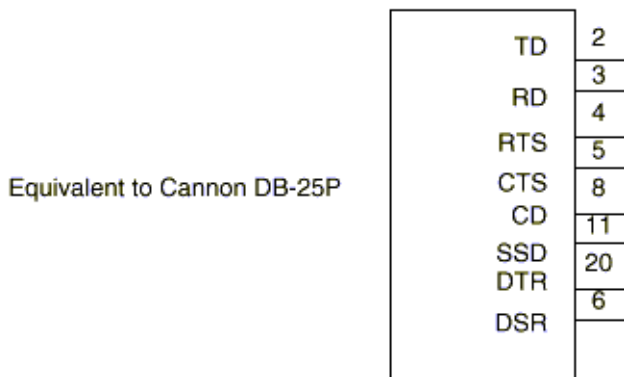 TD 2
3
RD
4
RTS
5
Equivalent to Cannon DB-25P
CTS 8
CD
11
SSD
20
DTR
6
DSR